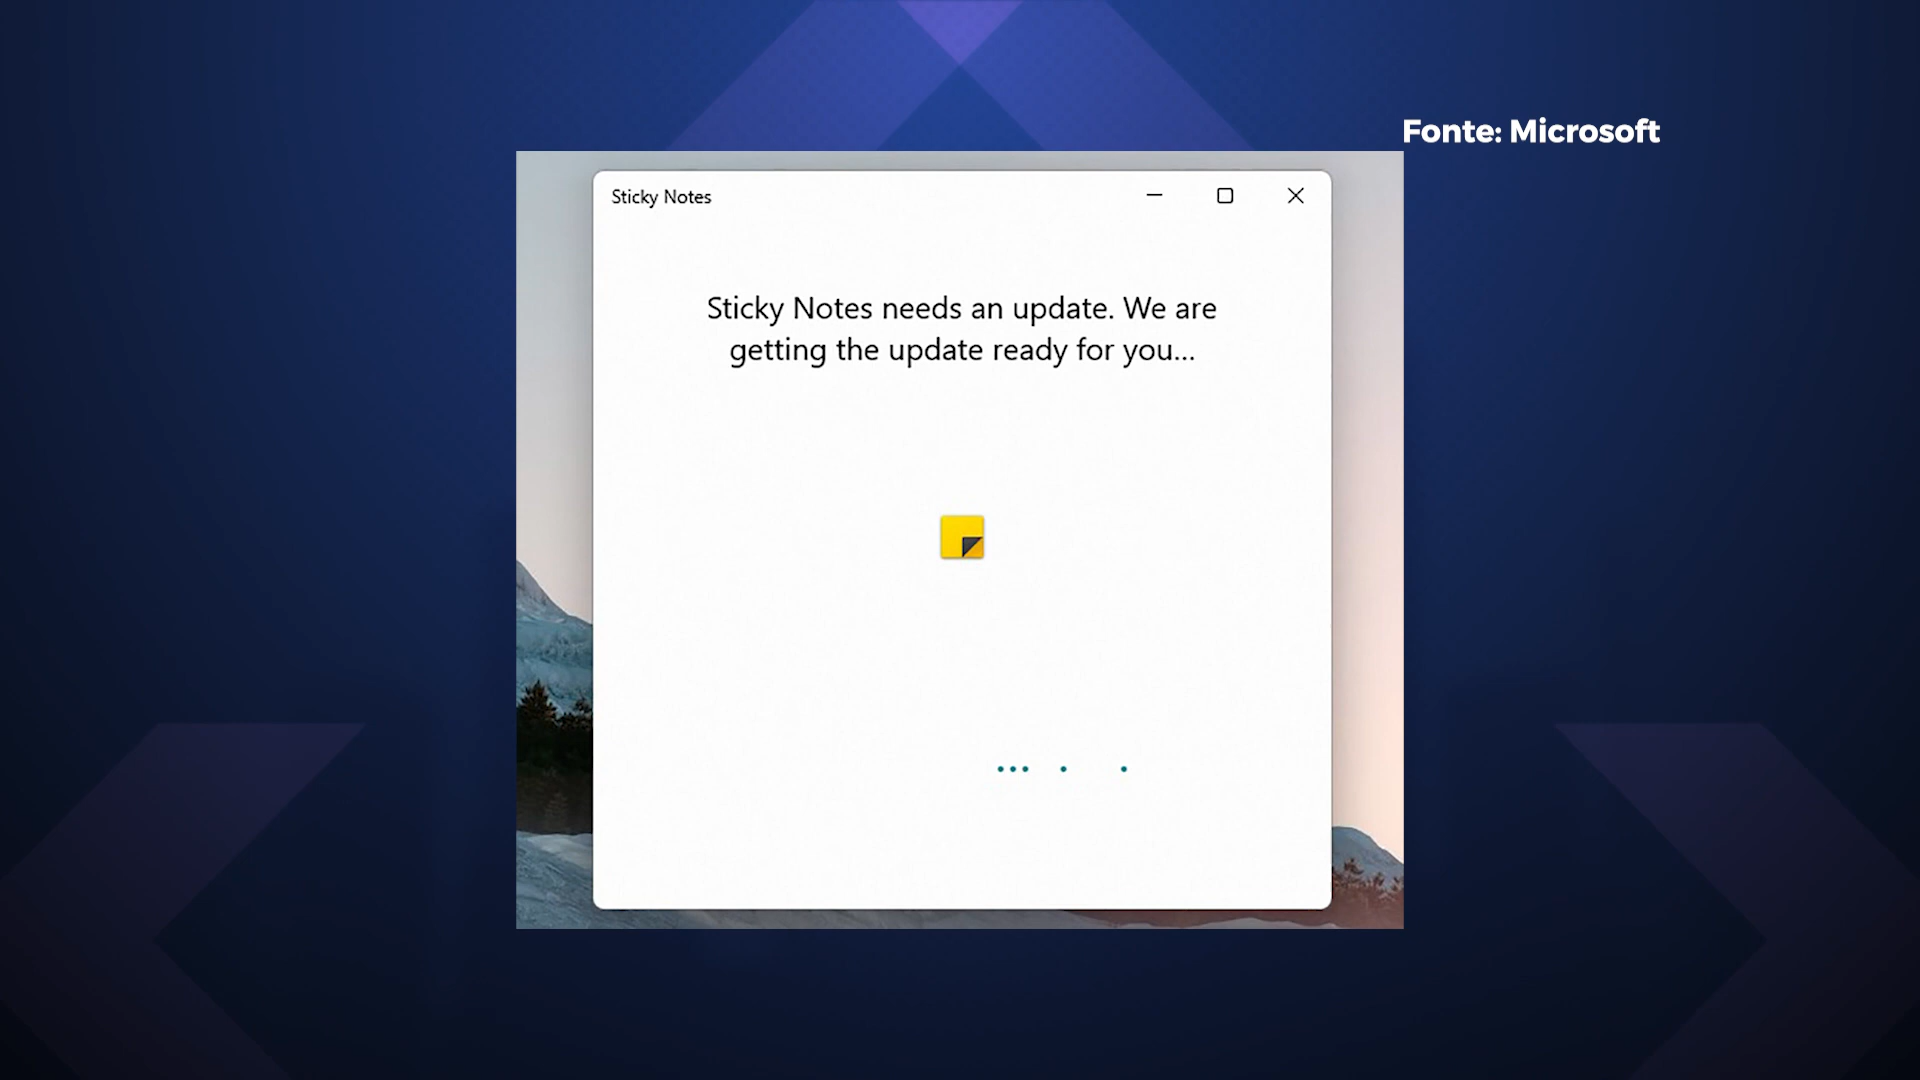 Fonte: Microsoft
Sticky Notes
Sticky Notes needs an update. We are
getting the update ready for you...